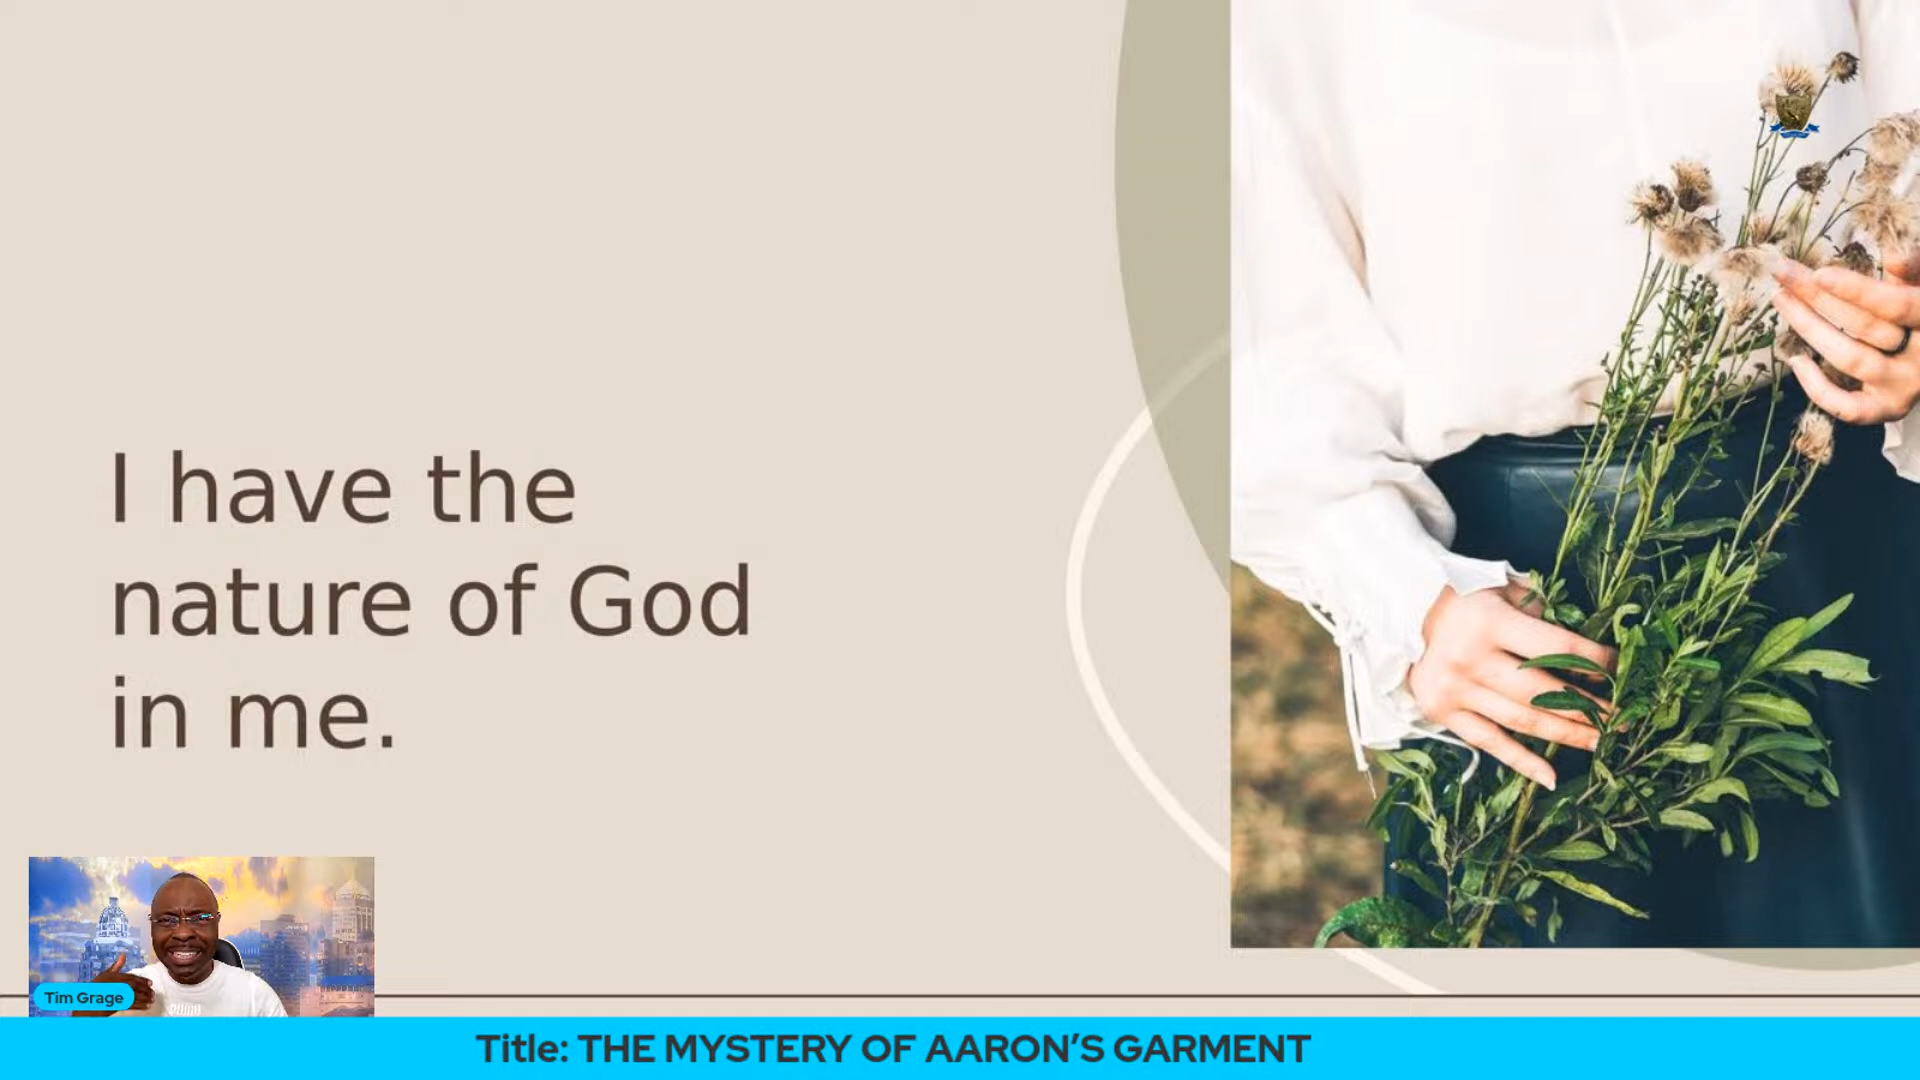 I have the
nature of God
in me.
Tim Grage
Title: THE MYSTERY OF AARON'S GARMENT